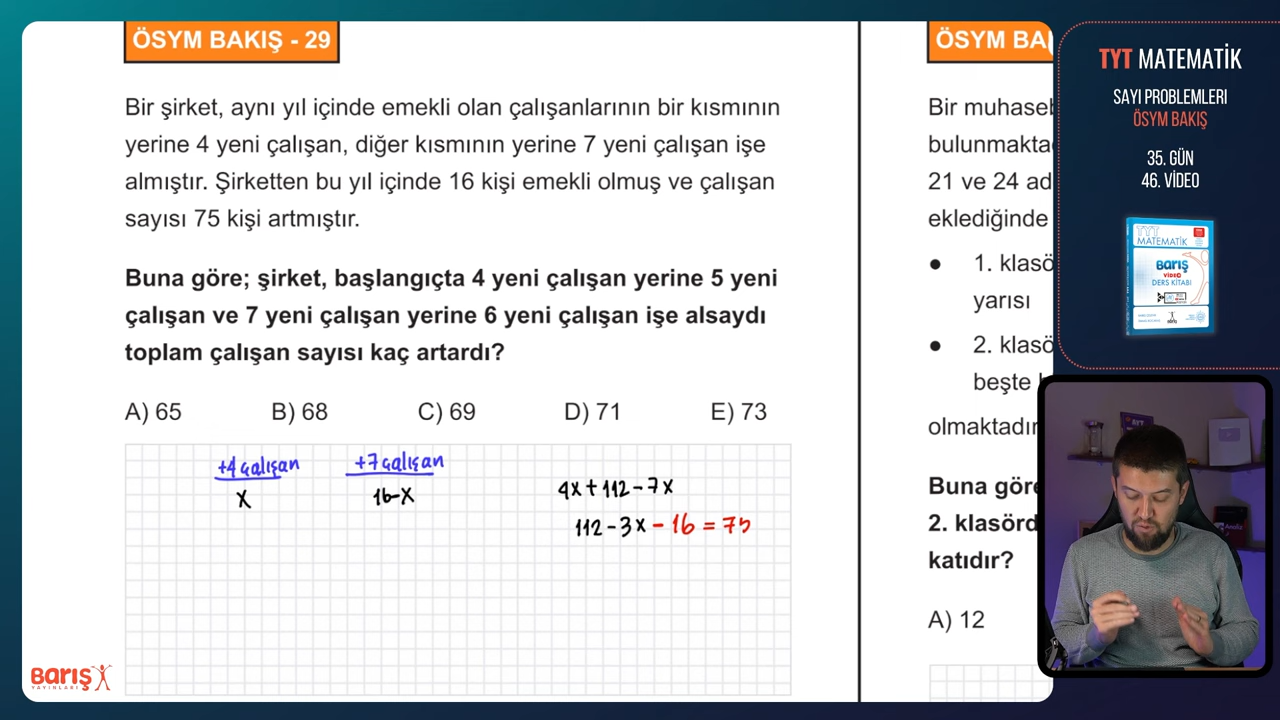 ÖSYM BAKIŞ - 29
Bir şirket, aynı yıl içinde emekli olan çalışanlarının bir kısmının
yerine 4 yeni çalışan, diğer kısmının yerine 7 yeni çalışan işe
almıştır. Şirketten bu yıl içinde 16 kişi emekli olmuş ve çalışan
sayısı 75 kişi artmıştır.
Buna göre; şirket, başlangıçta 4 yeni çalışan yerine 5 yeni
çalışan ve 7 yeni çalışan yerine 6 yeni çalışan işe alsaydı
toplam çalışan sayısı kaç artardı?
A) 65 B) 68 C) 69 D) 71 E) 73
+4 çalışan +7 çalışan
x 16-x
4x+112-7x
112-3x-16=75
BARIŞ
YAYINLARI
ÖSYM BA
Bir muhase
bulunmakta
21 ve 24 ad
eklediğinde
● 1. klasö
yarısı
● 2. klasö
beşte
olmaktadır
Buna göre
2. klasörd
katıdır?
A) 12
TYT MATEMATİK
SAYI PROBLEMLERI
ÖSYM BAKIŞ
35. GÜN
46. VİDEO
TYT
MATEMATİK
BARIŞ
VİDEO
DERS KİTABI